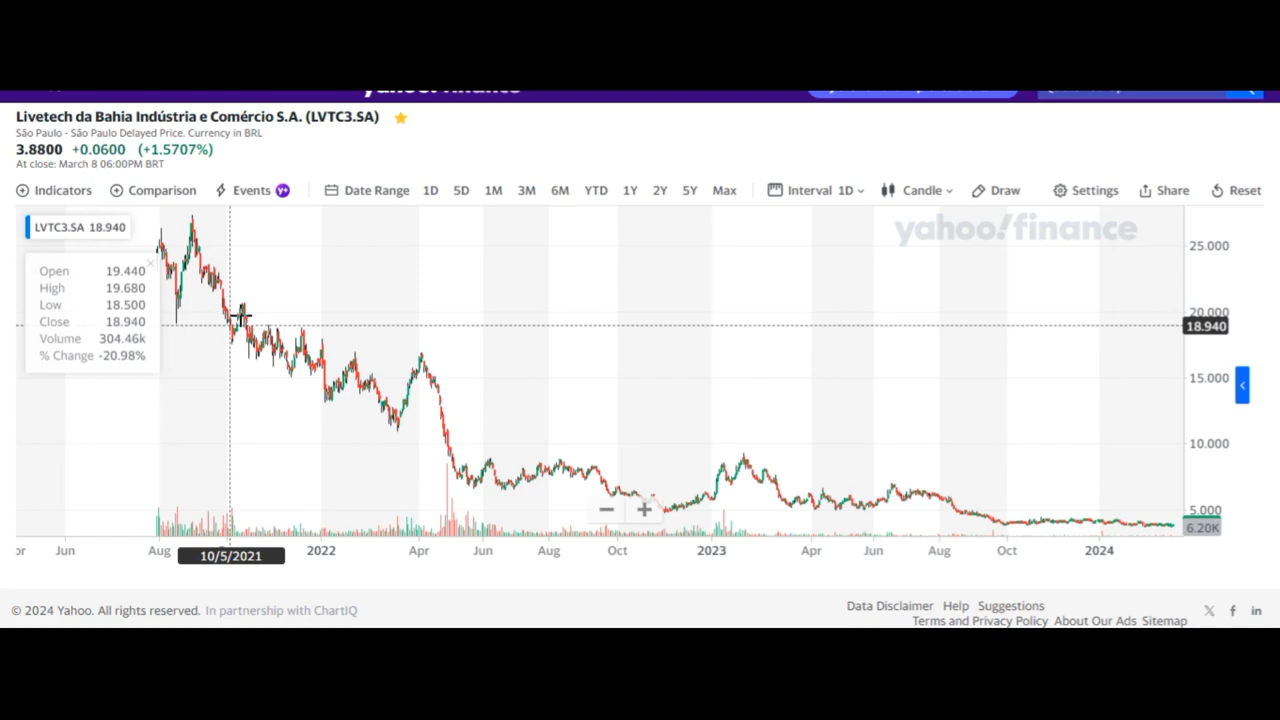 Livetech da Bahia Indústria e Comércio S.A. (LVTC3.SA)
São Paulo - São Paulo Delayed Price. Currency in BRL
3.8800 +0.0600 (+1.5707%)
At close: March 8 06:00PM BRT
Indicators Comparison Events Y+ Date Range 1D 5D 1M 3M 6M YTD 1Y 2Y 5Y Max Interval 1D Candle Draw Settings Share Reset
LVTC3.SA 18.940
yahoo!finance
25.000
Open 19.440
High 19.680
Low 18.500
Close 18.940
Volume 304.46k
% Change -20.98%
20.000
18.940
15.000
10.000
5.000
6.20K
Jun Aug 10/5/2021 2022 Apr Jun Aug Oct 2023 Apr Jun Aug Oct 2024
© 2024 Yahoo. All rights reserved. In partnership with ChartIQ
Data Disclaimer Help Suggestions
Terms and Privacy Policy About Our Ads Sitemap